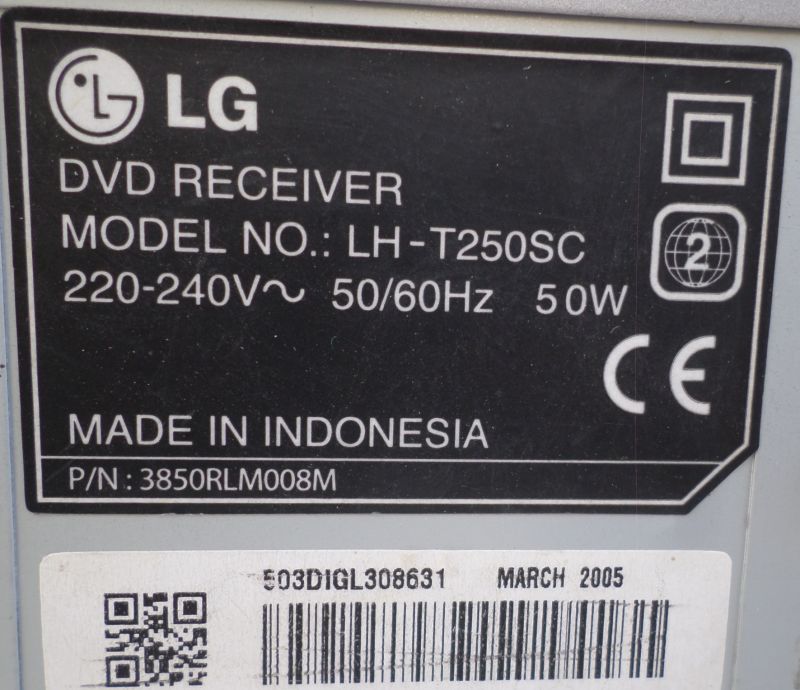 LG
DVD RECEIVER
MODEL NO.: LH-T250SC
220-240V~ 50/60Hz 50W
2
CE
MADE IN INDONESIA
P/N : 3850RLM008M
503DIGL308631 MARCH 2005